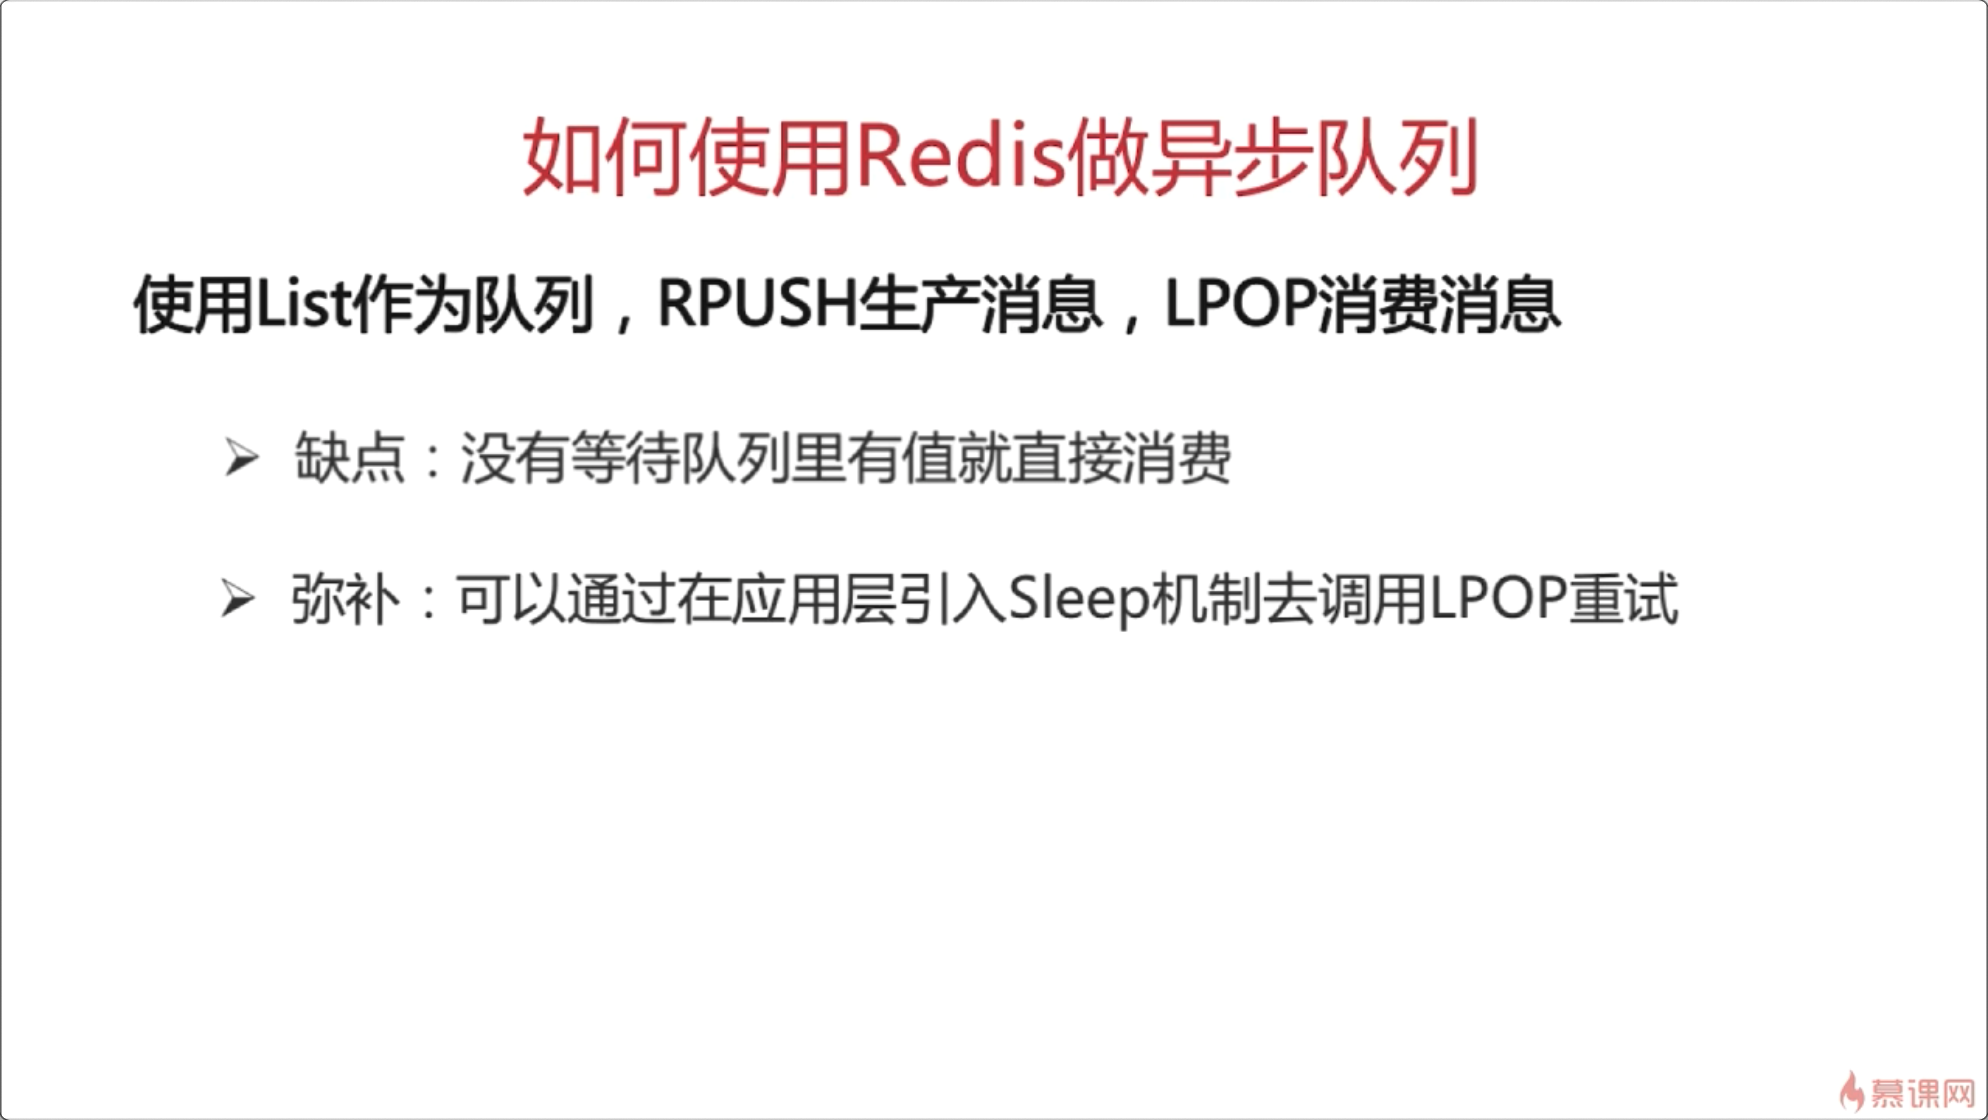 如何使用Redis做异步队列
使用List作为队列，RPUSH生产消息，LPOP消费消息
➢ 缺点：没有等待队列里有值就直接消费
➢ 弥补：可以通过在应用层引入Sleep机制去调用LPOP重试
慕课网